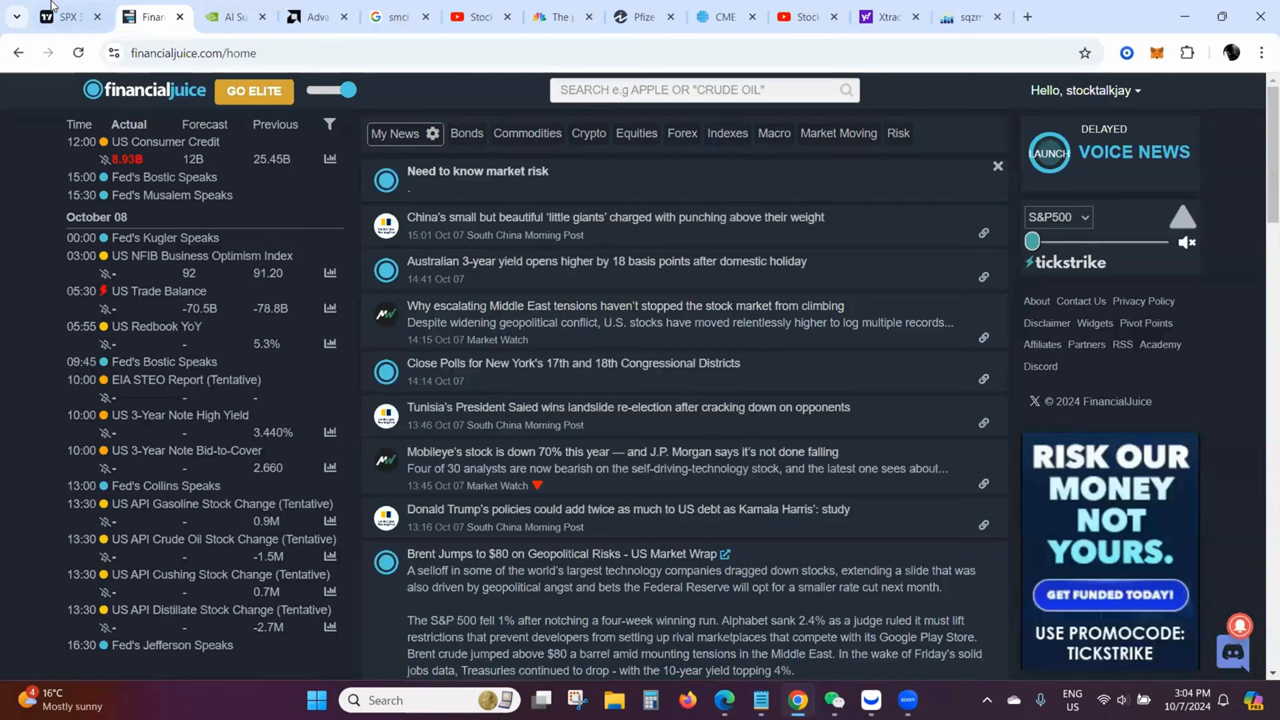 SPX
Finan
AI Su
Adva
smci
Stock
The p
Pfize
CME
Stock
Xtrac
sqzm
financialjuice.com/home
financialjuice
GO ELITE
SEARCH e.g APPLE OR "CRUDE OIL"
Hello, stocktalkjay
Time Actual Forecast Previous
12:00 US Consumer Credit
8.93B 12B 25.45B
15:00 Fed's Bostic Speaks
15:30 Fed's Musalem Speaks
October 08
00:00 Fed's Kugler Speaks
03:00 US NFIB Business Optimism Index
- 92 91.20
05:30 US Trade Balance
- -70.5B -78.8B
05:55 US Redbook YoY
- - 5.3%
09:45 Fed's Bostic Speaks
10:00 EIA STEO Report (Tentative)
- - -
10:00 US 3-Year Note High Yield
- - 3.440%
10:00 US 3-Year Note Bid-to-Cover
- - 2.660
13:00 Fed's Collins Speaks
13:30 US API Gasoline Stock Change (Tentative)
- - 0.9M
13:30 US API Crude Oil Stock Change (Tentative)
- - -1.5M
13:30 US API Cushing Stock Change (Tentative)
- - 0.7M
13:30 US API Distillate Stock Change (Tentative)
- - -2.7M
16:30 Fed's Jefferson Speaks
My News Bonds Commodities Crypto Equities Forex Indexes Macro Market Moving Risk
Need to know market risk
.
China's small but beautiful 'little giants' charged with punching above their weight
15:01 Oct 07 South China Morning Post
Australian 3-year yield opens higher by 18 basis points after domestic holiday
14:41 Oct 07
Why escalating Middle East tensions haven't stopped the stock market from climbing
Despite widening geopolitical conflict, U.S. stocks have moved relentlessly higher to log multiple records...
14:15 Oct 07 Market Watch
Close Polls for New York's 17th and 18th Congressional Districts
14:14 Oct 07
Tunisia's President Saied wins landslide re-election after cracking down on opponents
13:46 Oct 07 South China Morning Post
Mobileye's stock is down 70% this year — and J.P. Morgan says it's not done falling
Four of 30 analysts are now bearish on the self-driving-technology stock, and the latest one sees about...
13:45 Oct 07 Market Watch
Donald Trump's policies could add twice as much to US debt as Kamala Harris': study
13:16 Oct 07 South China Morning Post
Brent Jumps to $80 on Geopolitical Risks - US Market Wrap
A selloff in some of the world's largest technology companies dragged down stocks, extending a slide that was
also driven by geopolitical angst and bets the Federal Reserve will opt for a smaller rate cut next month.
The S&P 500 fell 1% after notching a four-week winning run. Alphabet sank 2.4% as a judge ruled it must lift
restrictions that prevent developers from setting up rival marketplaces that compete with its Google Play Store.
Brent crude jumped above $80 a barrel amid mounting tensions in the Middle East. In the wake of Friday's solid
jobs data, Treasuries continued to drop - with the 10-year yield topping 4%.
DELAYED
LAUNCH VOICE NEWS
S&P500
tickstrike
About Contact Us Privacy Policy
Disclaimer Widgets Pivot Points
Affiliates Partners RSS Academy
Discord
© 2024 FinancialJuice
RISK OUR
MONEY
NOT
YOURS.
GET FUNDED TODAY!
USE PROMOCODE:
TICKSTRIKE
4
16°C
Mostly sunny
Search
ENG
US
3:04 PM
10/7/2024